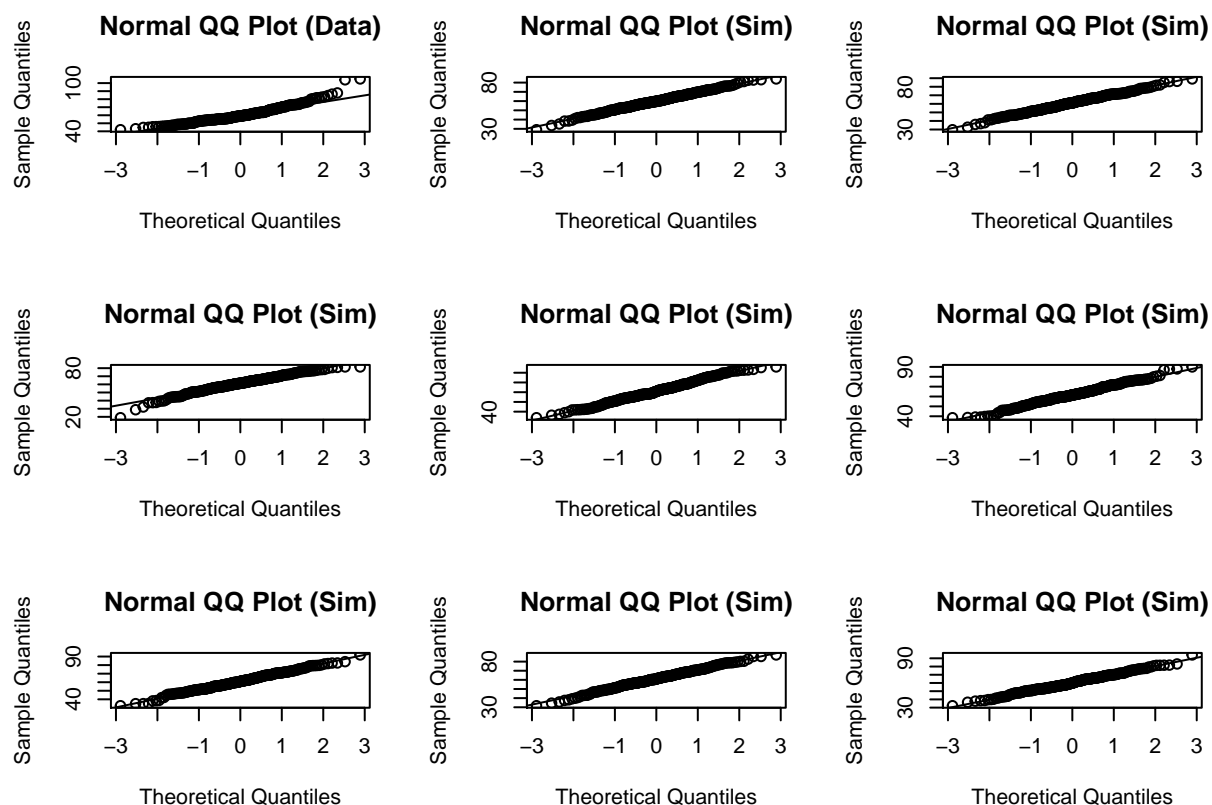 Normal QQ Plot (Data)
Sample Quantiles
40 100
−3 −1 0 1 2 3
Theoretical Quantiles
Normal QQ Plot (Sim)
Sample Quantiles
30 80
−3 −1 0 1 2 3
Theoretical Quantiles
Normal QQ Plot (Sim)
Sample Quantiles
30 80
−3 −1 0 1 2 3
Theoretical Quantiles
Normal QQ Plot (Sim)
Sample Quantiles
20 80
−3 −1 0 1 2 3
Theoretical Quantiles
Normal QQ Plot (Sim)
Sample Quantiles
40
−3 −1 0 1 2 3
Theoretical Quantiles
Normal QQ Plot (Sim)
Sample Quantiles
40 90
−3 −1 0 1 2 3
Theoretical Quantiles
Normal QQ Plot (Sim)
Sample Quantiles
40 90
−3 −1 0 1 2 3
Theoretical Quantiles
Normal QQ Plot (Sim)
Sample Quantiles
30 80
−3 −1 0 1 2 3
Theoretical Quantiles
Normal QQ Plot (Sim)
Sample Quantiles
30 90
−3 −1 0 1 2 3
Theoretical Quantiles